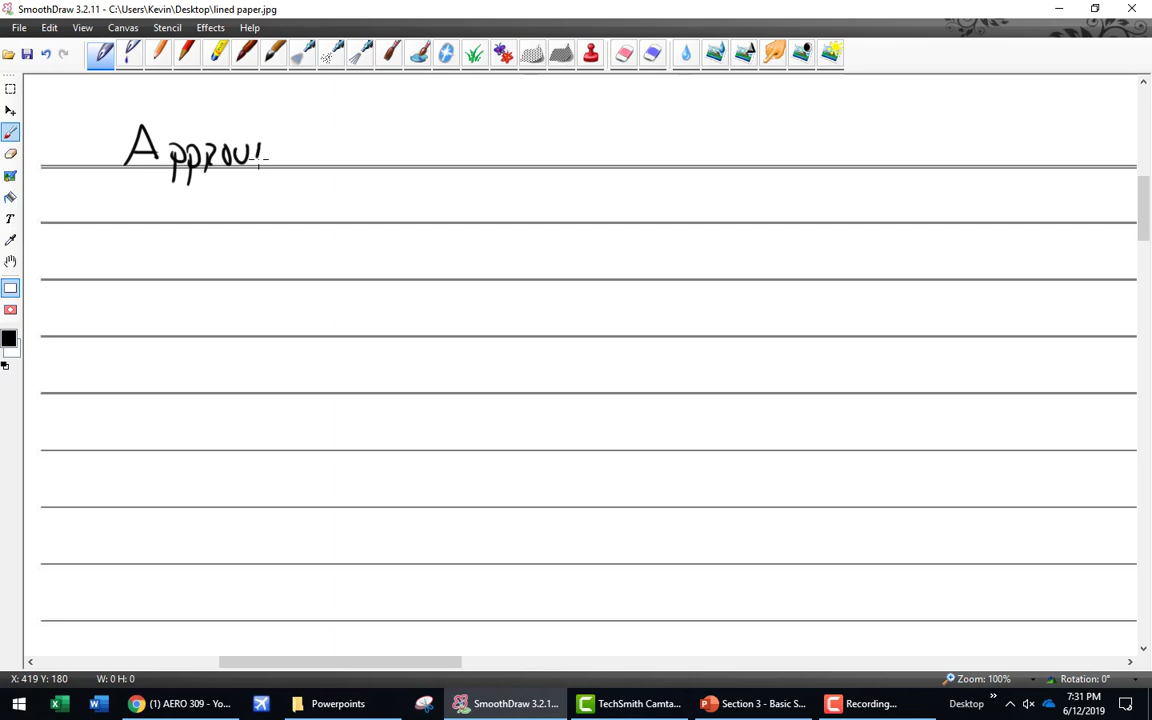 SmoothDraw 3.2.11 - C:\Users\Kevin\Desktop\lined paper.jpg
File Edit View Canvas Stencil Effects Help
T
X: 419 Y: 180 W: 0 H: 0 Zoom: 100% Rotation: 0°
(1) AERO 309 - Yo... Powerpoints SmoothDraw 3.2.1... TechSmith Camta... Section 3 - Basic S... Recording... Desktop » 7:31 PM
6/12/2019